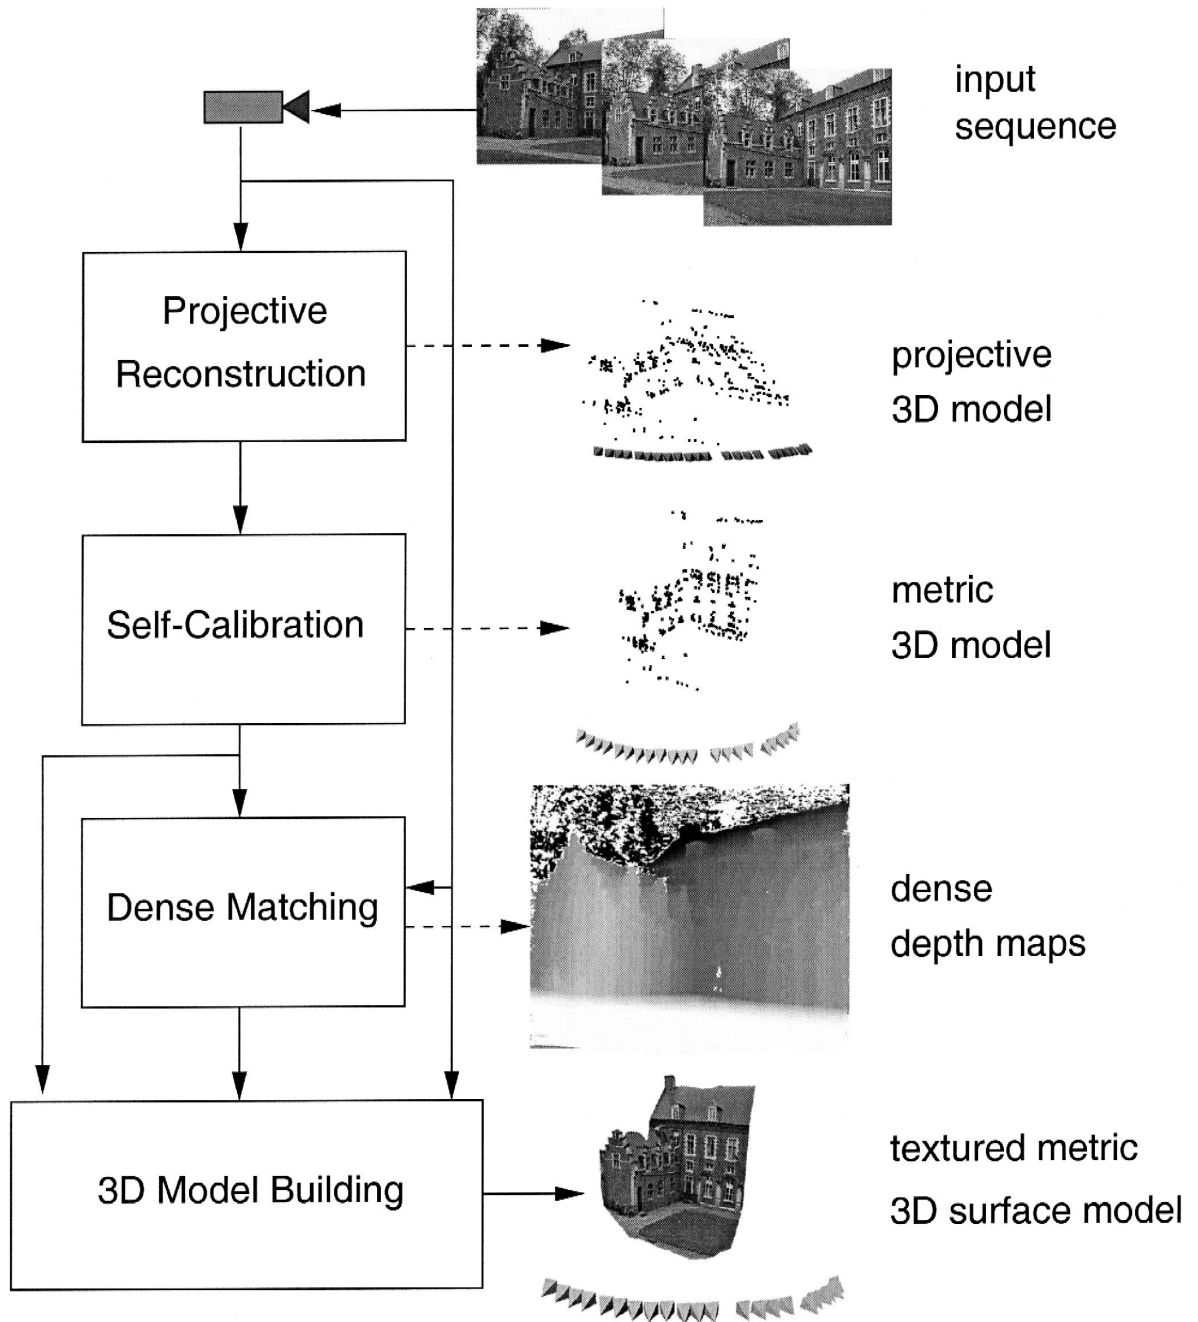 input
sequence
Projective
Reconstruction
projective
3D model
Self-Calibration
metric
3D model
Dense Matching
dense
depth maps
3D Model Building
textured metric
3D surface model